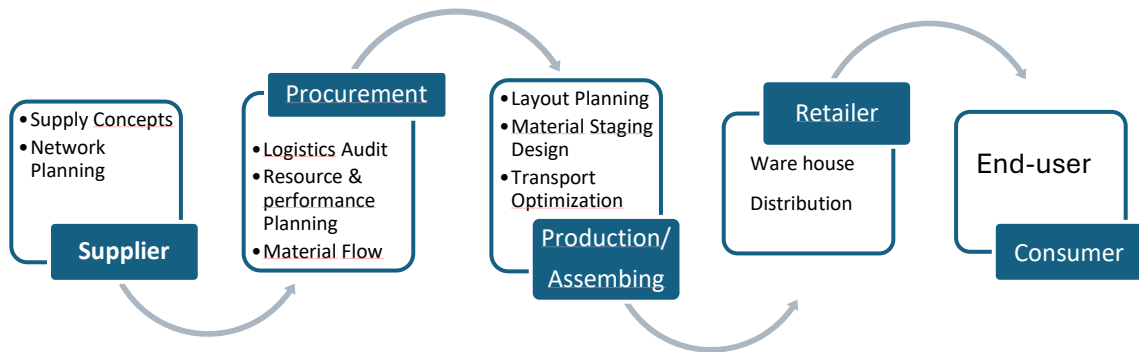 • Supply Concepts
• Network
Planning
Supplier
Procurement
• Logistics Audit
• Resource &
performance
Planning
• Material Flow
• Layout Planning
• Material Staging
Design
• Transport
Optimization
Production/
Assembing
Retailer
Ware house
Distribution
End-user
Consumer